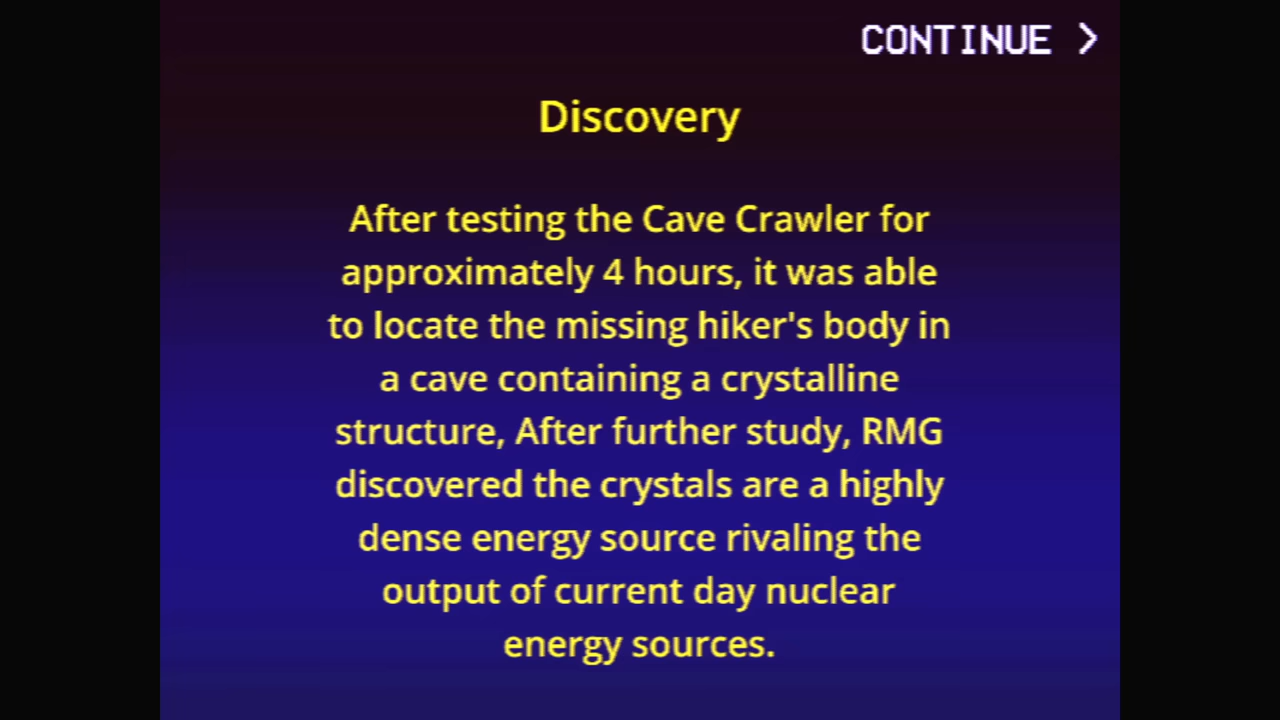 CONTINUE >
Discovery
After testing the Cave Crawler for
approximately 4 hours, it was able
to locate the missing hiker's body in
a cave containing a crystalline
structure, After further study, RMG
discovered the crystals are a highly
dense energy source rivaling the
output of current day nuclear
energy sources.